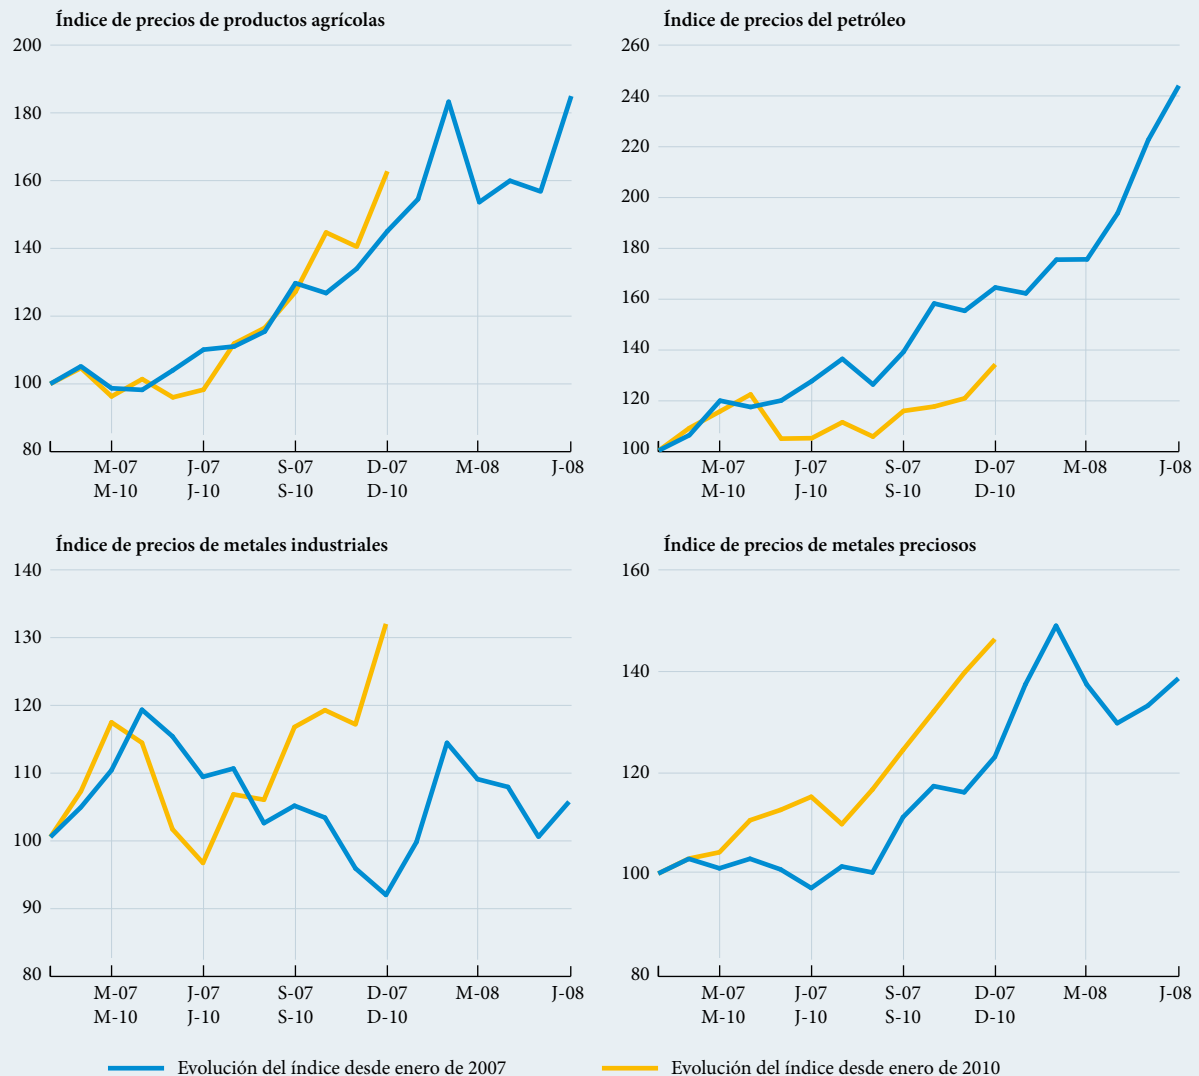 Índice de precios de productos agrícolas
200
180
160
140
120
100
80
M-07 J-07 S-07 D-07 M-08 J-08
M-10 J-10 S-10 D-10
Índice de precios del petróleo
260
240
220
200
180
160
140
120
100
M-07 J-07 S-07 D-07 M-08 J-08
M-10 J-10 S-10 D-10
Índice de precios de metales industriales
140
130
120
110
100
90
80
M-07 J-07 S-07 D-07 M-08 J-08
M-10 J-10 S-10 D-10
Índice de precios de metales preciosos
160
140
120
100
80
M-07 J-07 S-07 D-07 M-08 J-08
M-10 J-10 S-10 D-10
Evolución del índice desde enero de 2007
Evolución del índice desde enero de 2010